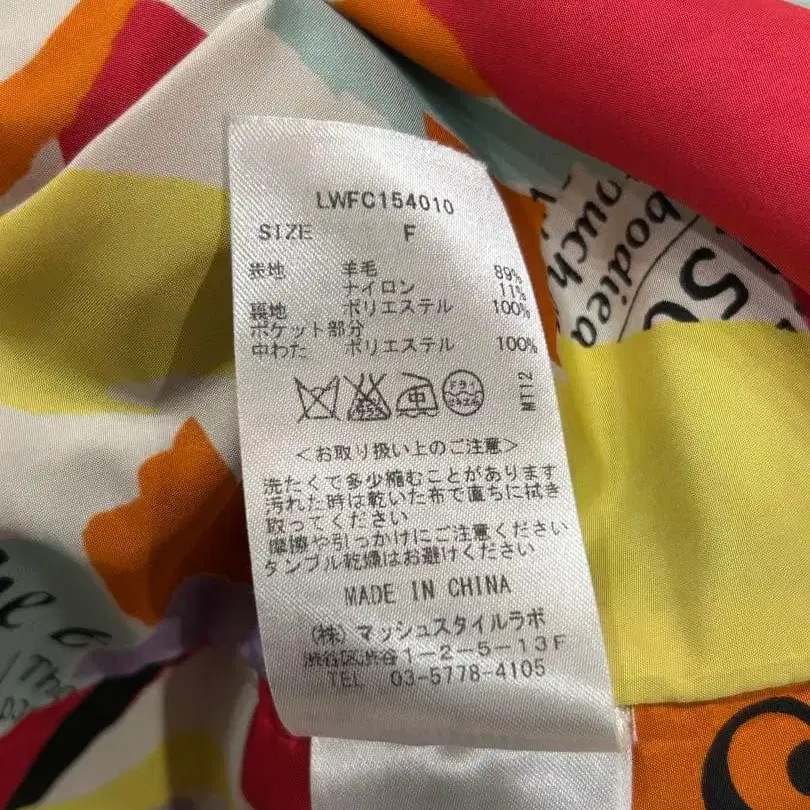 LWFC154010
SIZE F
表地 羊毛 89%
ナイロン 11%
裏地 ポリエステル 100%
ポケット部分
中わた ポリエステル 100%
中 ドライ
MT12
<お取り扱い上のご注意>
洗たくで多少縮むことがあります
汚れた時は乾いた布で直ちに拭き
取ってください
摩擦や引っかけにご注意ください
タンブル乾燥はお避けください
MADE IN CHINA
(株) マッシュスタイルラボ
渋谷区渋谷1-2-5-13F
TEL 03-5778-4105
ouch
bodied
so